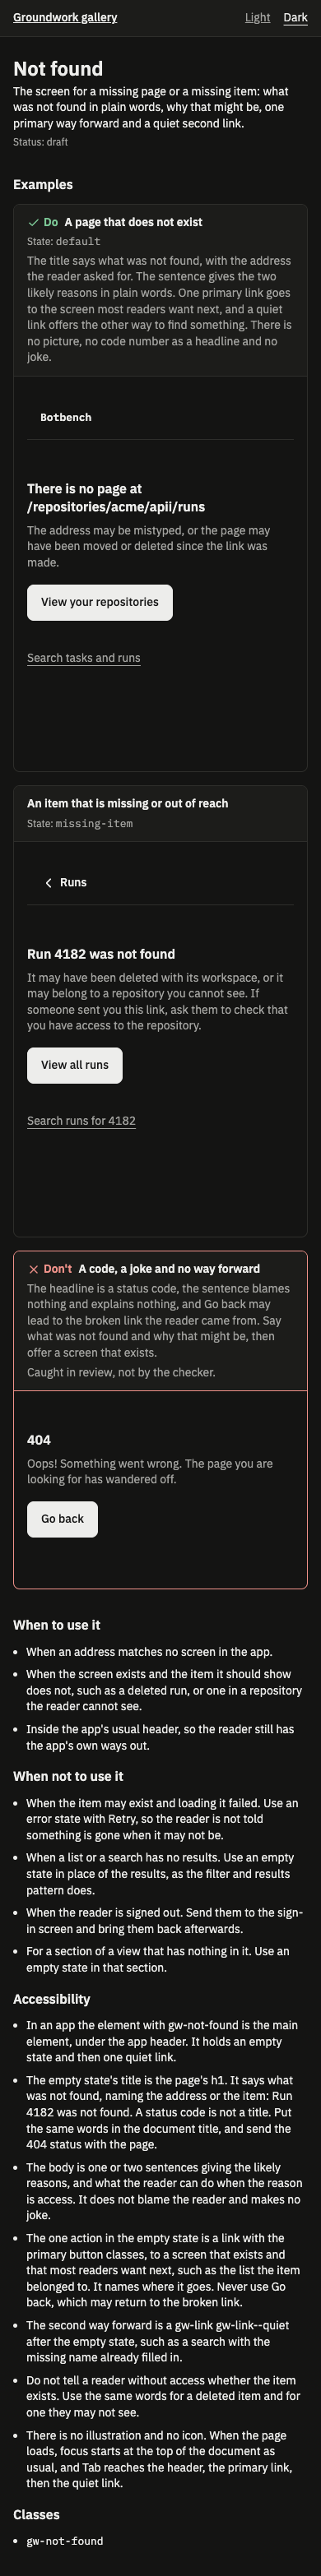 Groundwork gallery
Light
Dark
Not found
The screen for a missing page or a missing item: what
was not found in plain words, why that might be, one
primary way forward and a quiet second link.
Status: draft
Examples
Do A page that does not exist
State: default
The title says what was not found, with the address
the reader asked for. The sentence gives the two
likely reasons in plain words. One primary link goes
to the screen most readers want next, and a quiet
link offers the other way to find something. There is
no picture, no code number as a headline and no
joke.
Botbench
There is no page at
/repositories/acme/apii/runs
The address may be mistyped, or the page may
have been moved or deleted since the link was
made.
View your repositories
Search tasks and runs
An item that is missing or out of reach
State: missing-item
Runs
Run 4182 was not found
It may have been deleted with its workspace, or it
may belong to a repository you cannot see. If
someone sent you this link, ask them to check that
you have access to the repository.
View all runs
Search runs for 4182
Don't A code, a joke and no way forward
The headline is a status code, the sentence blames
nothing and explains nothing, and Go back may
lead to the broken link the reader came from. Say
what was not found and why that might be, then
offer a screen that exists.
Caught in review, not by the checker.
404
Oops! Something went wrong. The page you are
looking for has wandered off.
Go back
When to use it
• When an address matches no screen in the app.
• When the screen exists and the item it should show
does not, such as a deleted run, or one in a repository
the reader cannot see.
• Inside the app's usual header, so the reader still has
the app's own ways out.
When not to use it
• When the item may exist and loading it failed. Use an
error state with Retry, so the reader is not told
something is gone when it may not be.
• When a list or a search has no results. Use an empty
state in place of the results, as the filter and results
pattern does.
• When the reader is signed out. Send them to the sign-
in screen and bring them back afterwards.
• For a section of a view that has nothing in it. Use an
empty state in that section.
Accessibility
• In an app the element with gw-not-found is the main
element, under the app header. It holds an empty
state and then one quiet link.
• The empty state's title is the page's h1. It says what
was not found, naming the address or the item: Run
4182 was not found. A status code is not a title. Put
the same words in the document title, and send the
404 status with the page.
• The body is one or two sentences giving the likely
reasons, and what the reader can do when the reason
is access. It does not blame the reader and makes no
joke.
• The one action in the empty state is a link with the
primary button classes, to a screen that exists and
that most readers want next, such as the list the item
belonged to. It names where it goes. Never use Go
back, which may return to the broken link.
• The second way forward is a gw-link gw-link--quiet
after the empty state, such as a search with the
missing name already filled in.
• Do not tell a reader without access whether the item
exists. Use the same words for a deleted item and for
one they may not see.
• There is no illustration and no icon. When the page
loads, focus starts at the top of the document as
usual, and Tab reaches the header, the primary link,
then the quiet link.
Classes
• gw-not-found